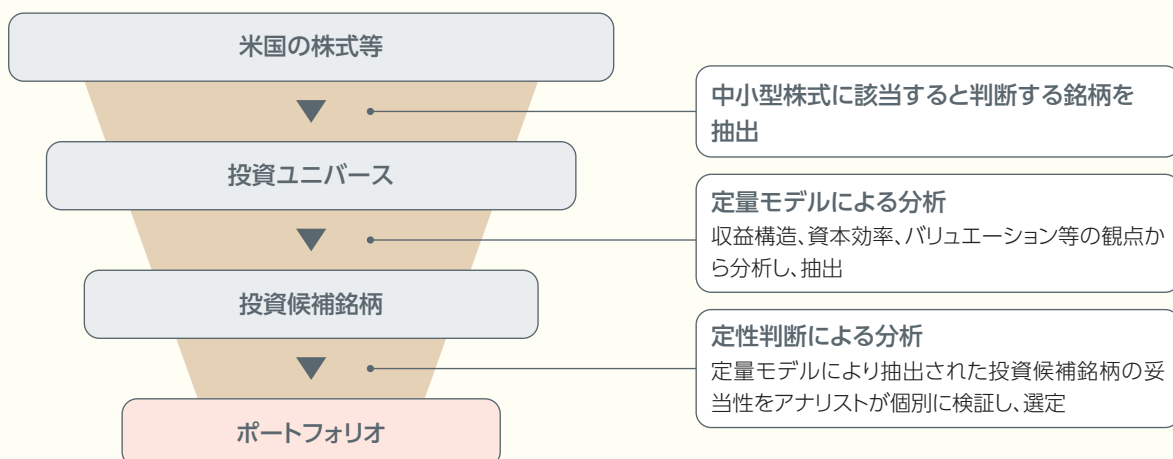 米国の株式等
中小型株式に該当すると判断する銘柄を
抽出
投資ユニバース
定量モデルによる分析
収益構造、資本効率、バリュエーション等の観点か
ら分析し、抽出
投資候補銘柄
定性判断による分析
定量モデルにより抽出された投資候補銘柄の妥
当性をアナリストが個別に検証し、選定
ポートフォリオ